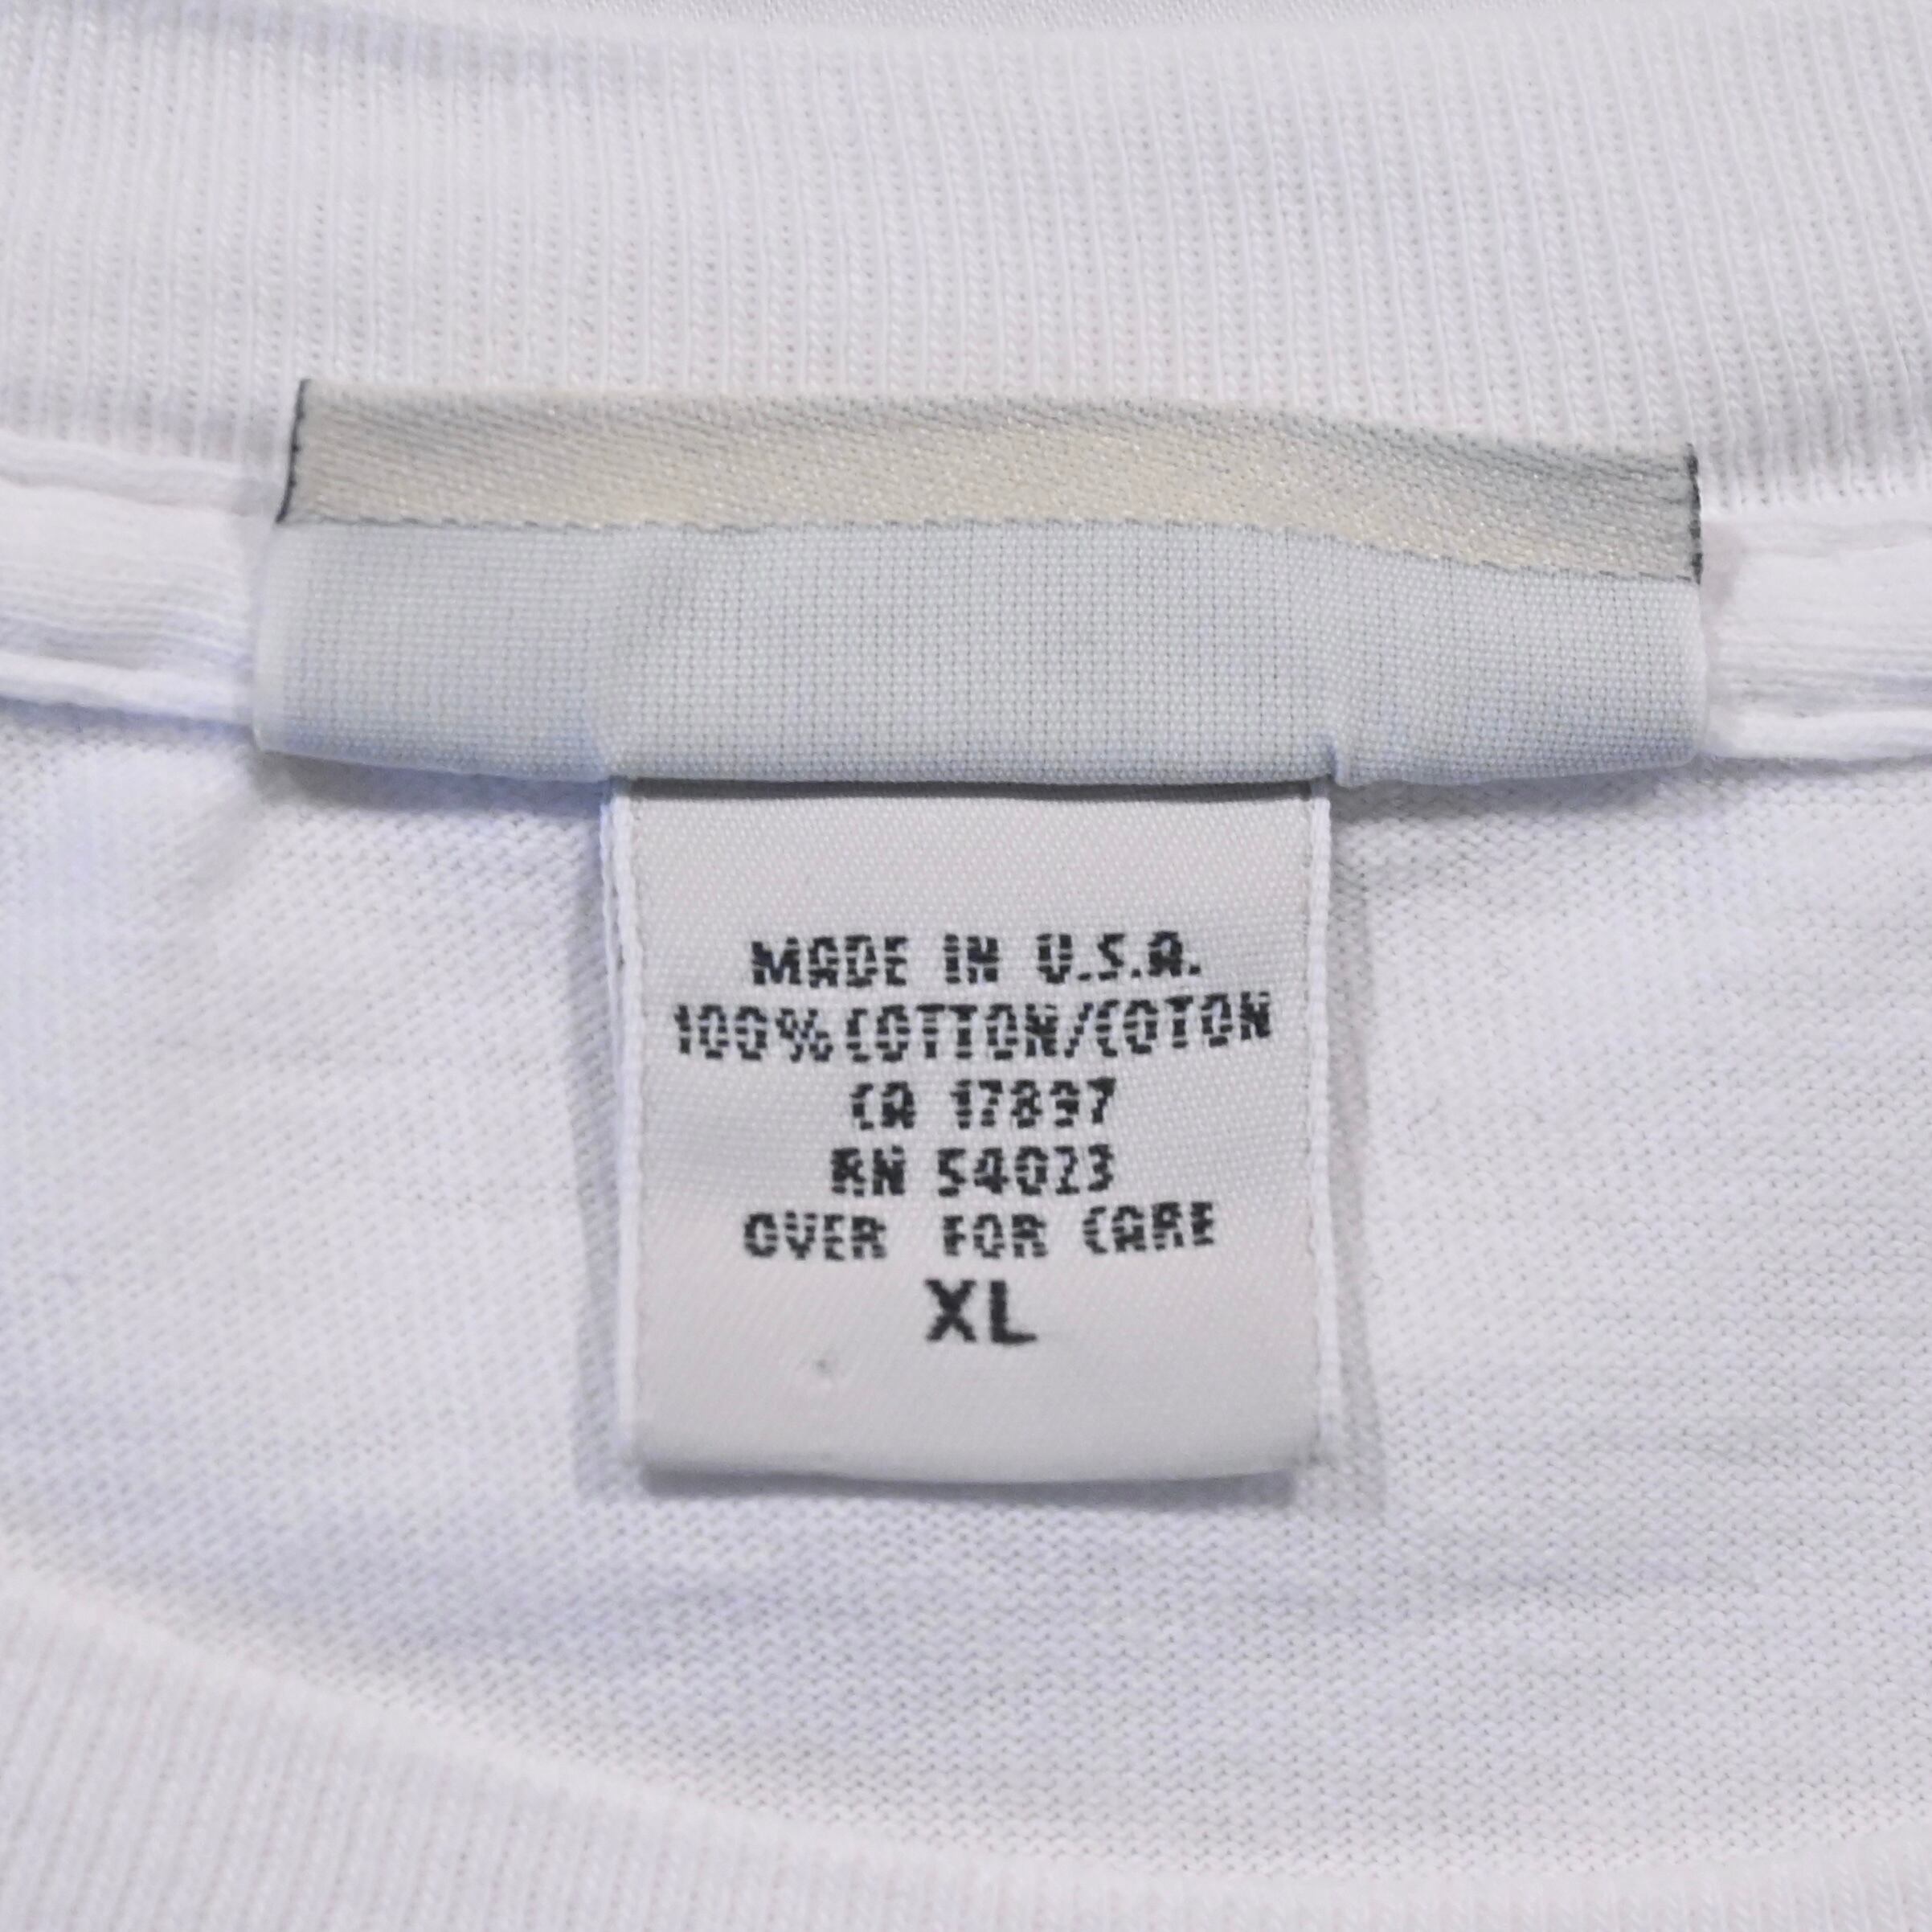 MADE IN U.S.A.
100% COTTON/COTON
CA 17897
RN 54023
OVER FOR CARE
XL